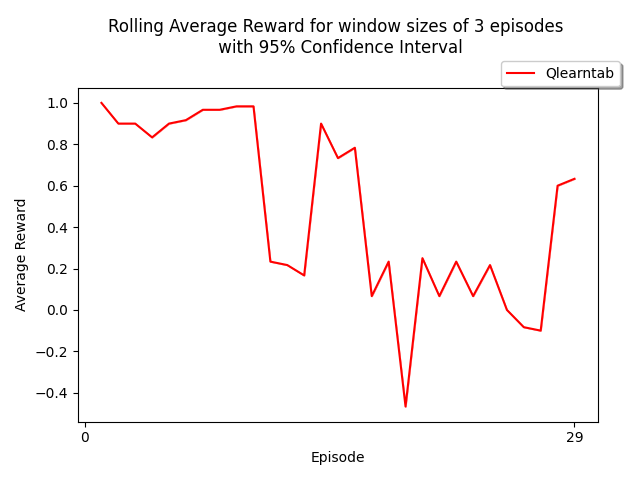 Rolling Average Reward for window sizes of 3 episodes
with 95% Confidence Interval
Qlearntab
1.0
0.8
0.6
0.4
0.2
0.0
−0.2
−0.4
Average Reward
0
29
Episode